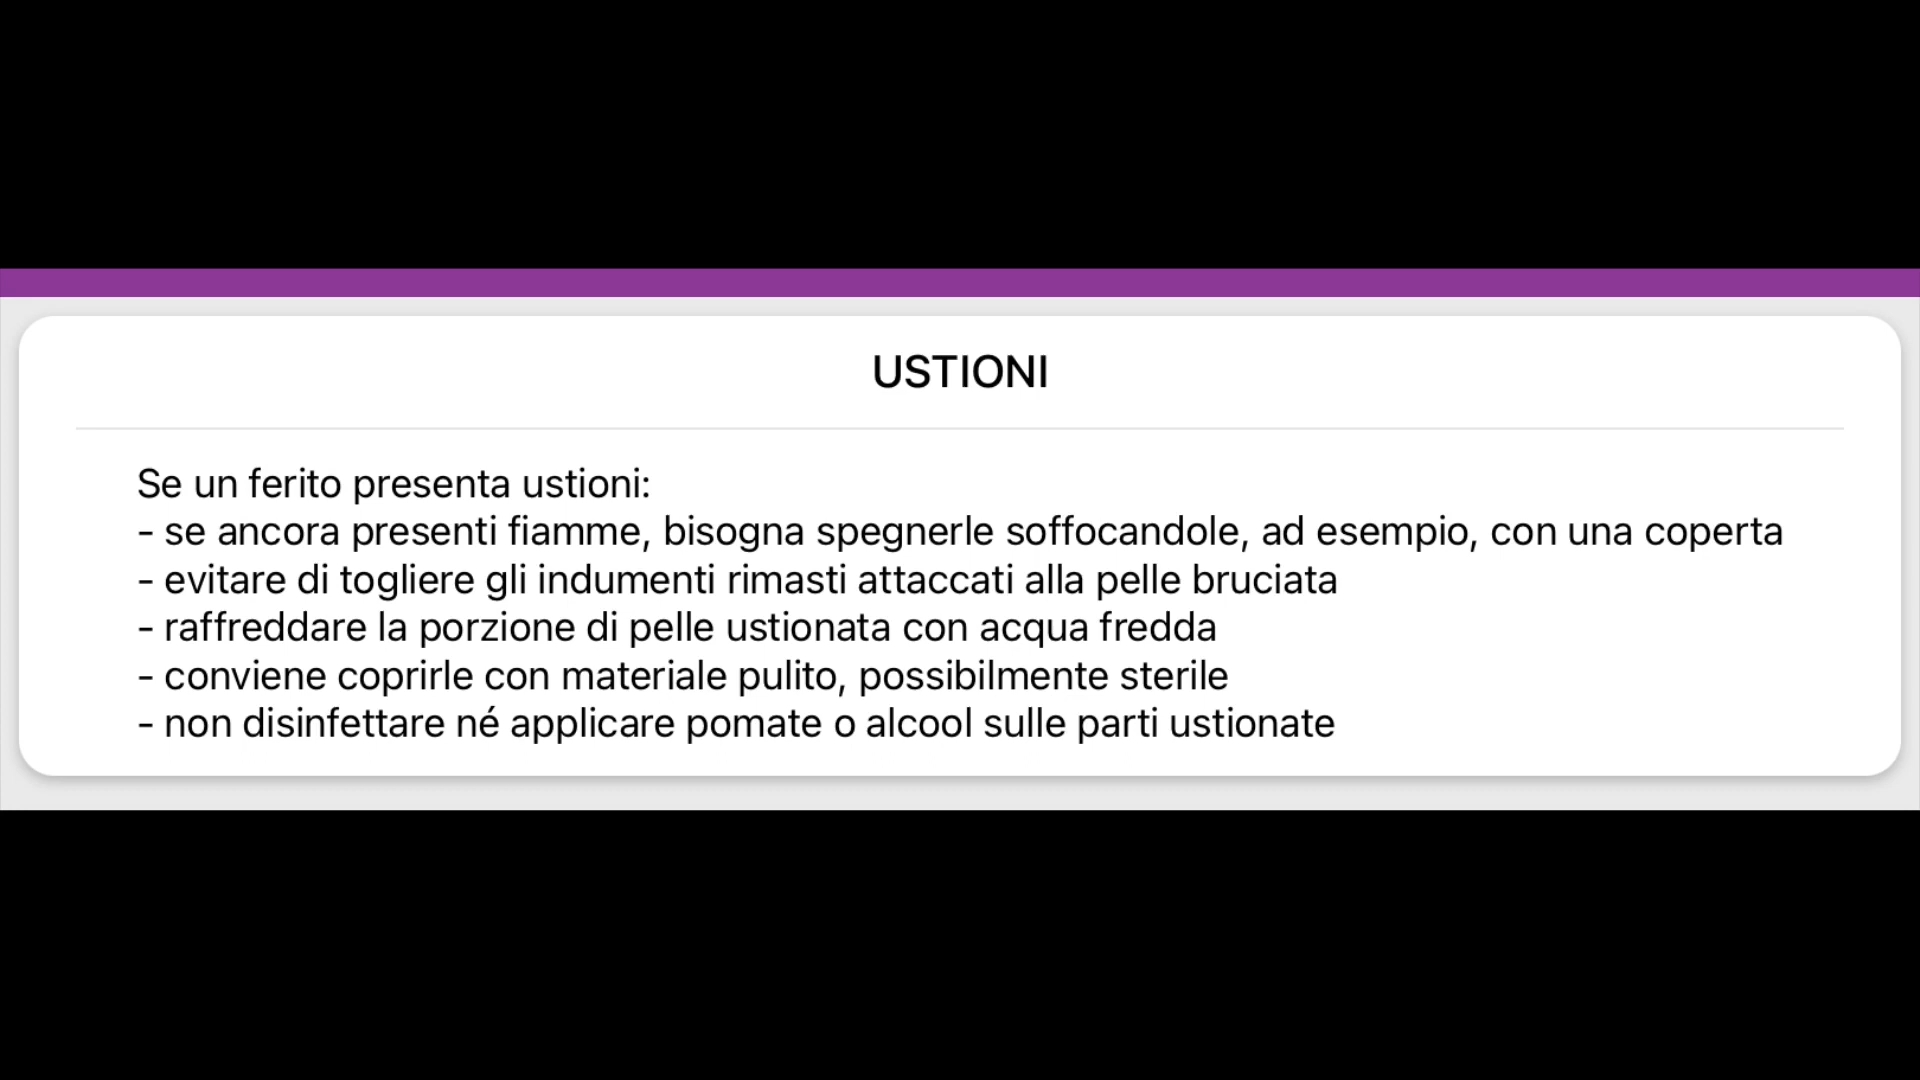 USTIONI
Se un ferito presenta ustioni:
- se ancora presenti fiamme, bisogna spegnerle soffocandole, ad esempio, con una coperta
- evitare di togliere gli indumenti rimasti attaccati alla pelle bruciata
- raffreddare la porzione di pelle ustionata con acqua fredda
- conviene coprirle con materiale pulito, possibilmente sterile
- non disinfettare né applicare pomate o alcool sulle parti ustionate